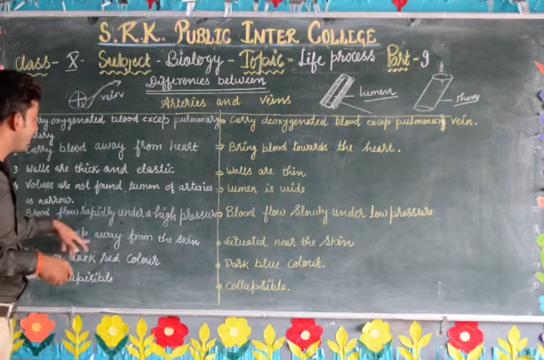 S.R.K. Public Inter College
Class- X- Subject- Biology- Topic- Life process Part-9
Differences between
Arteries and veins
vein
lumen
oxygenated blood excep pulmonary
Carry deoxygenated blood excap pulmonary vein.
Carry blood away from heart
Bring blood towards the heart.
3 Walls are thick and elastic
Walls are thin
4 Valves are not found lumen of arteries
is narrow.
Lumen is wide
Blood flow rapidly under a high pressure
Blood flow slowly under low pressure
away from the skin
Situated near the skin
dark red colour
Dark blue colour.
Collapsible.